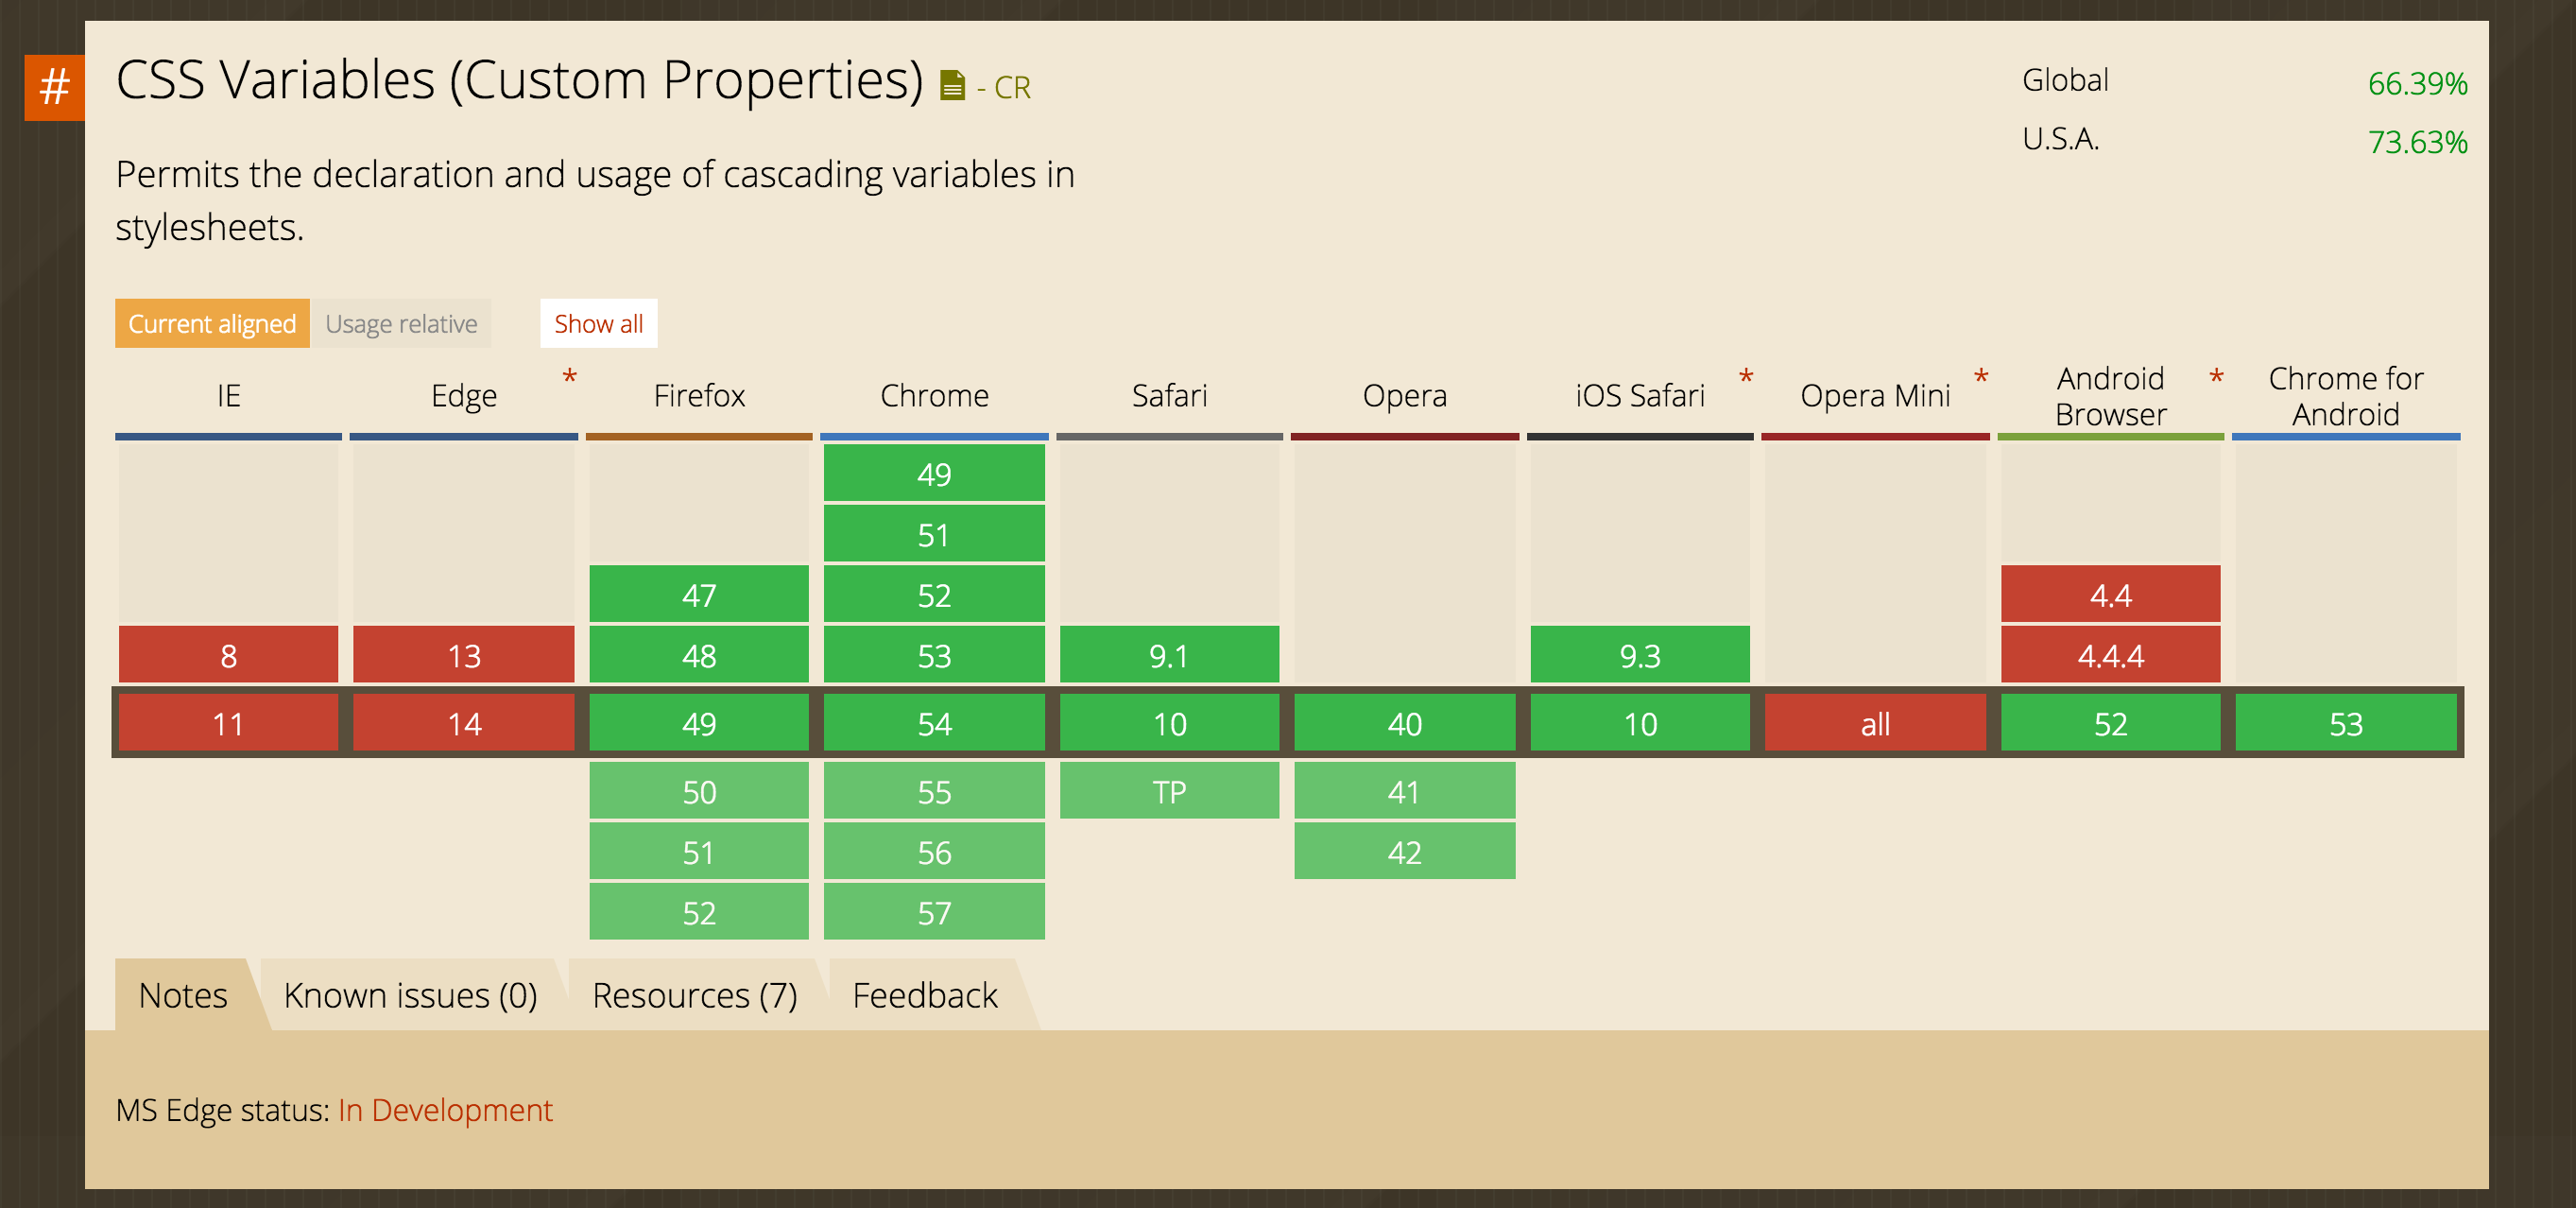 #
CSS Variables (Custom Properties) - CR
Global 66.39%
U.S.A. 73.63%
Permits the declaration and usage of cascading variables in
stylesheets.
Current aligned Usage relative Show all
IE Edge * Firefox Chrome Safari Opera iOS Safari * Opera Mini * Android Browser * Chrome for Android
49
51
47 52 4.4
8 13 48 53 9.1 9.3 4.4.4
11 14 49 54 10 40 10 all 52 53
50 55 TP 41
51 56 42
52 57
Notes Known issues (0) Resources (7) Feedback
MS Edge status: In Development